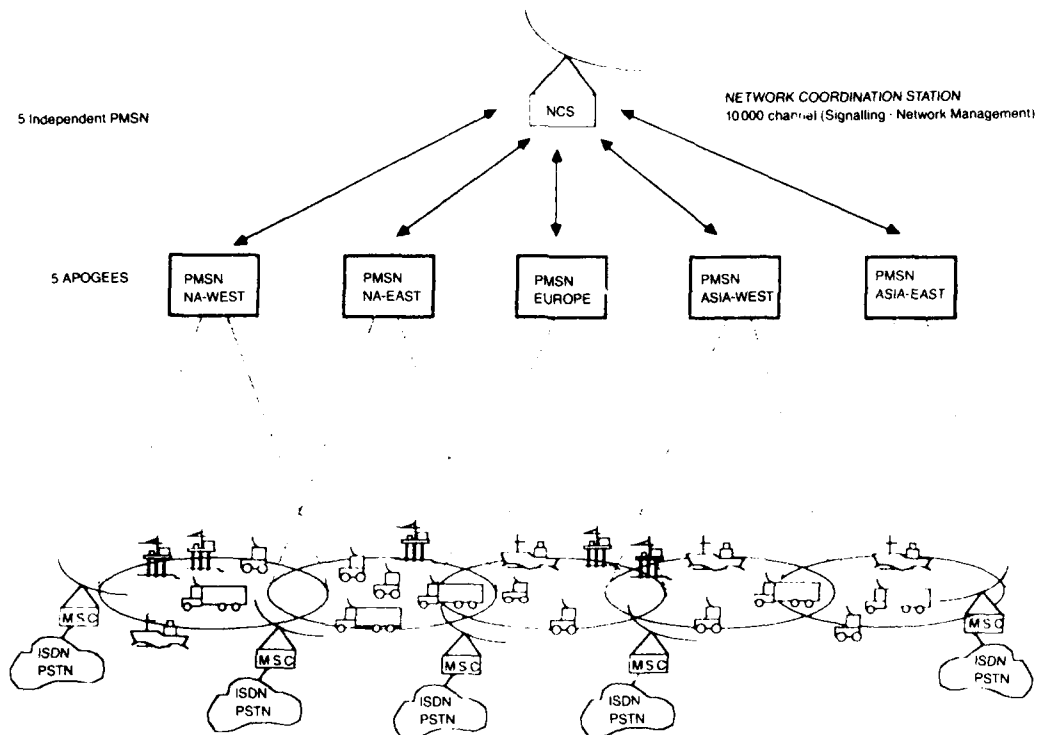 NCS
NETWORK COORDINATION STATION
5 Independent PMSN
10 000 channel (Signalling - Network Management)
5 APOGEES
PMSN
NA-WEST
PMSN
NA-EAST
PMSN
EUROPE
PMSN
ASIA-WEST
PMSN
ASIA-EAST
MSC
ISDN
PSTN
MSC
ISDN
PSTN
MSC
ISDN
PSTN
MSC
ISDN
PSTN
MSC
ISDN
PSTN